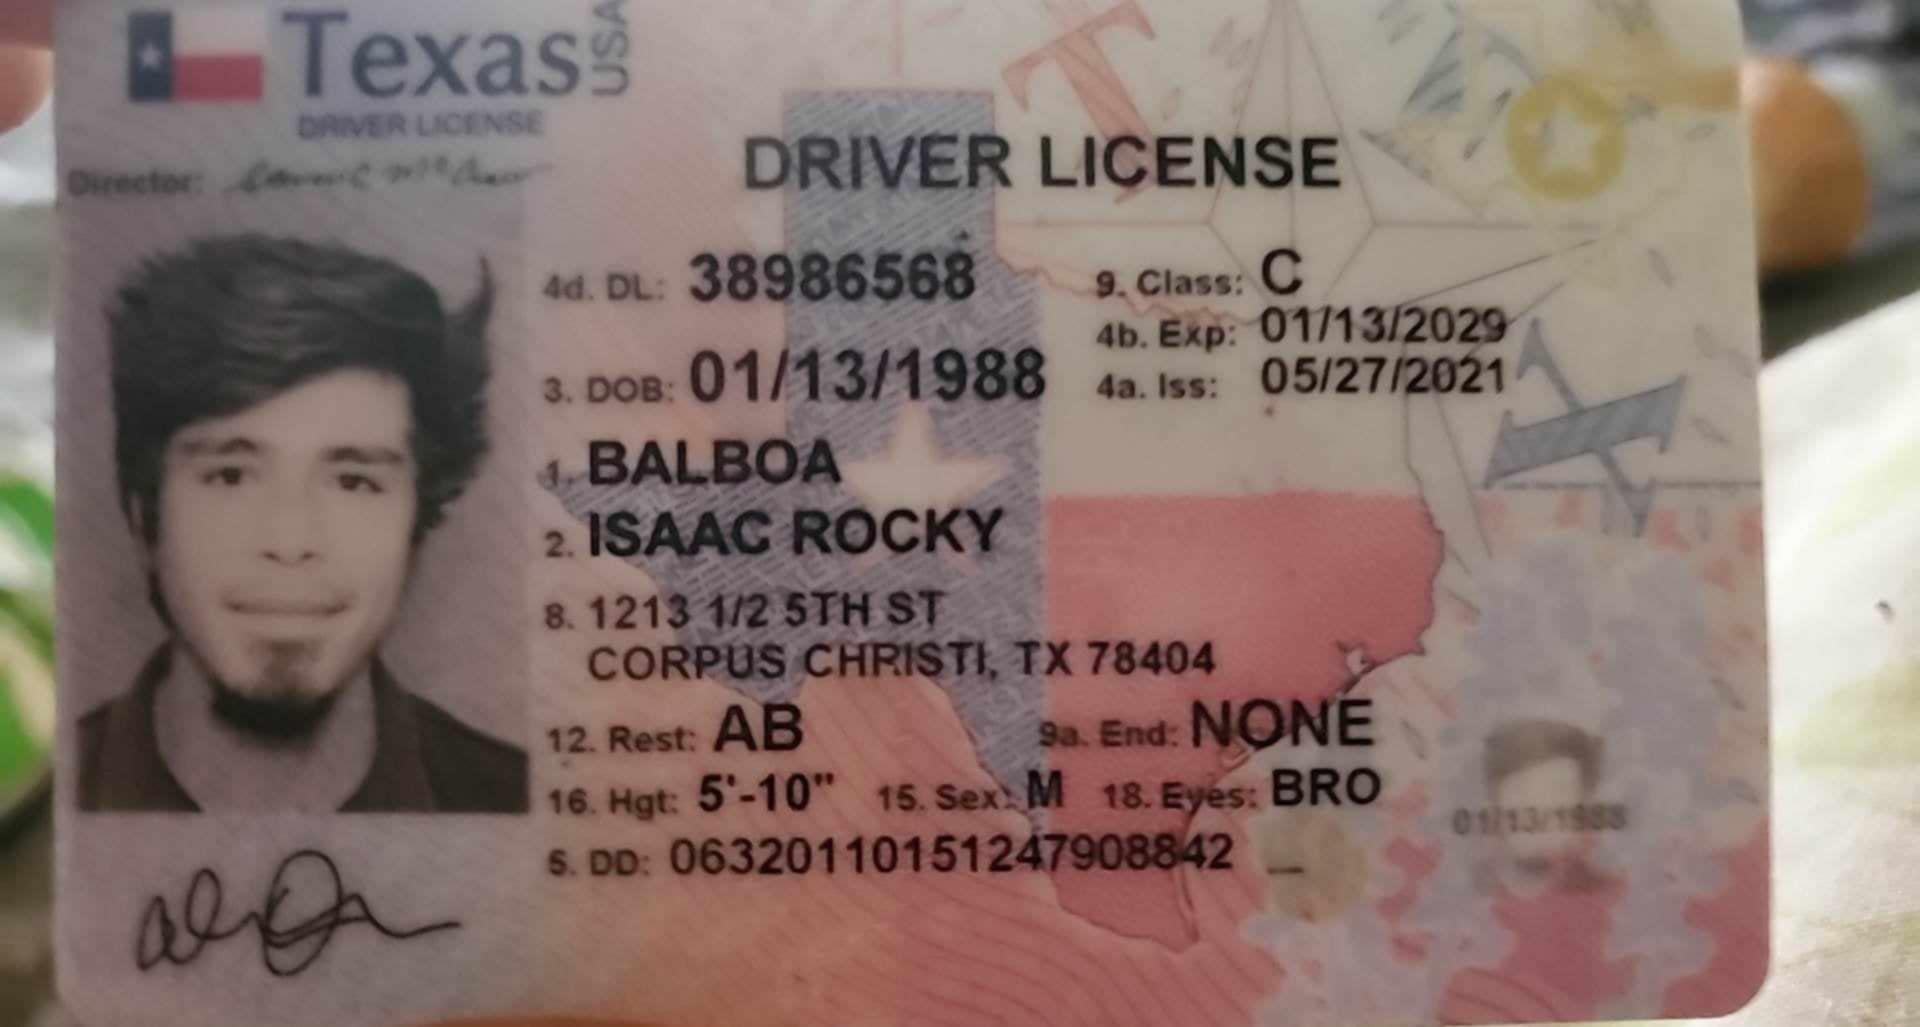 Texas USA
DRIVER LICENSE
Director:
DRIVER LICENSE
4d. DL: 38986568
9. Class: C
4b. Exp: 01/13/2029
3. DOB: 01/13/1988
4a. Iss: 05/27/2021
1. BALBOA
2. ISAAC ROCKY
8. 1213 1/2 5TH ST
CORPUS CHRISTI, TX 78404
12. Rest: AB
9a. End: NONE
16. Hgt: 5'-10" 15. Sex: M 18. Eyes: BRO
01/13/1988
5. DD: 06320110151247908842